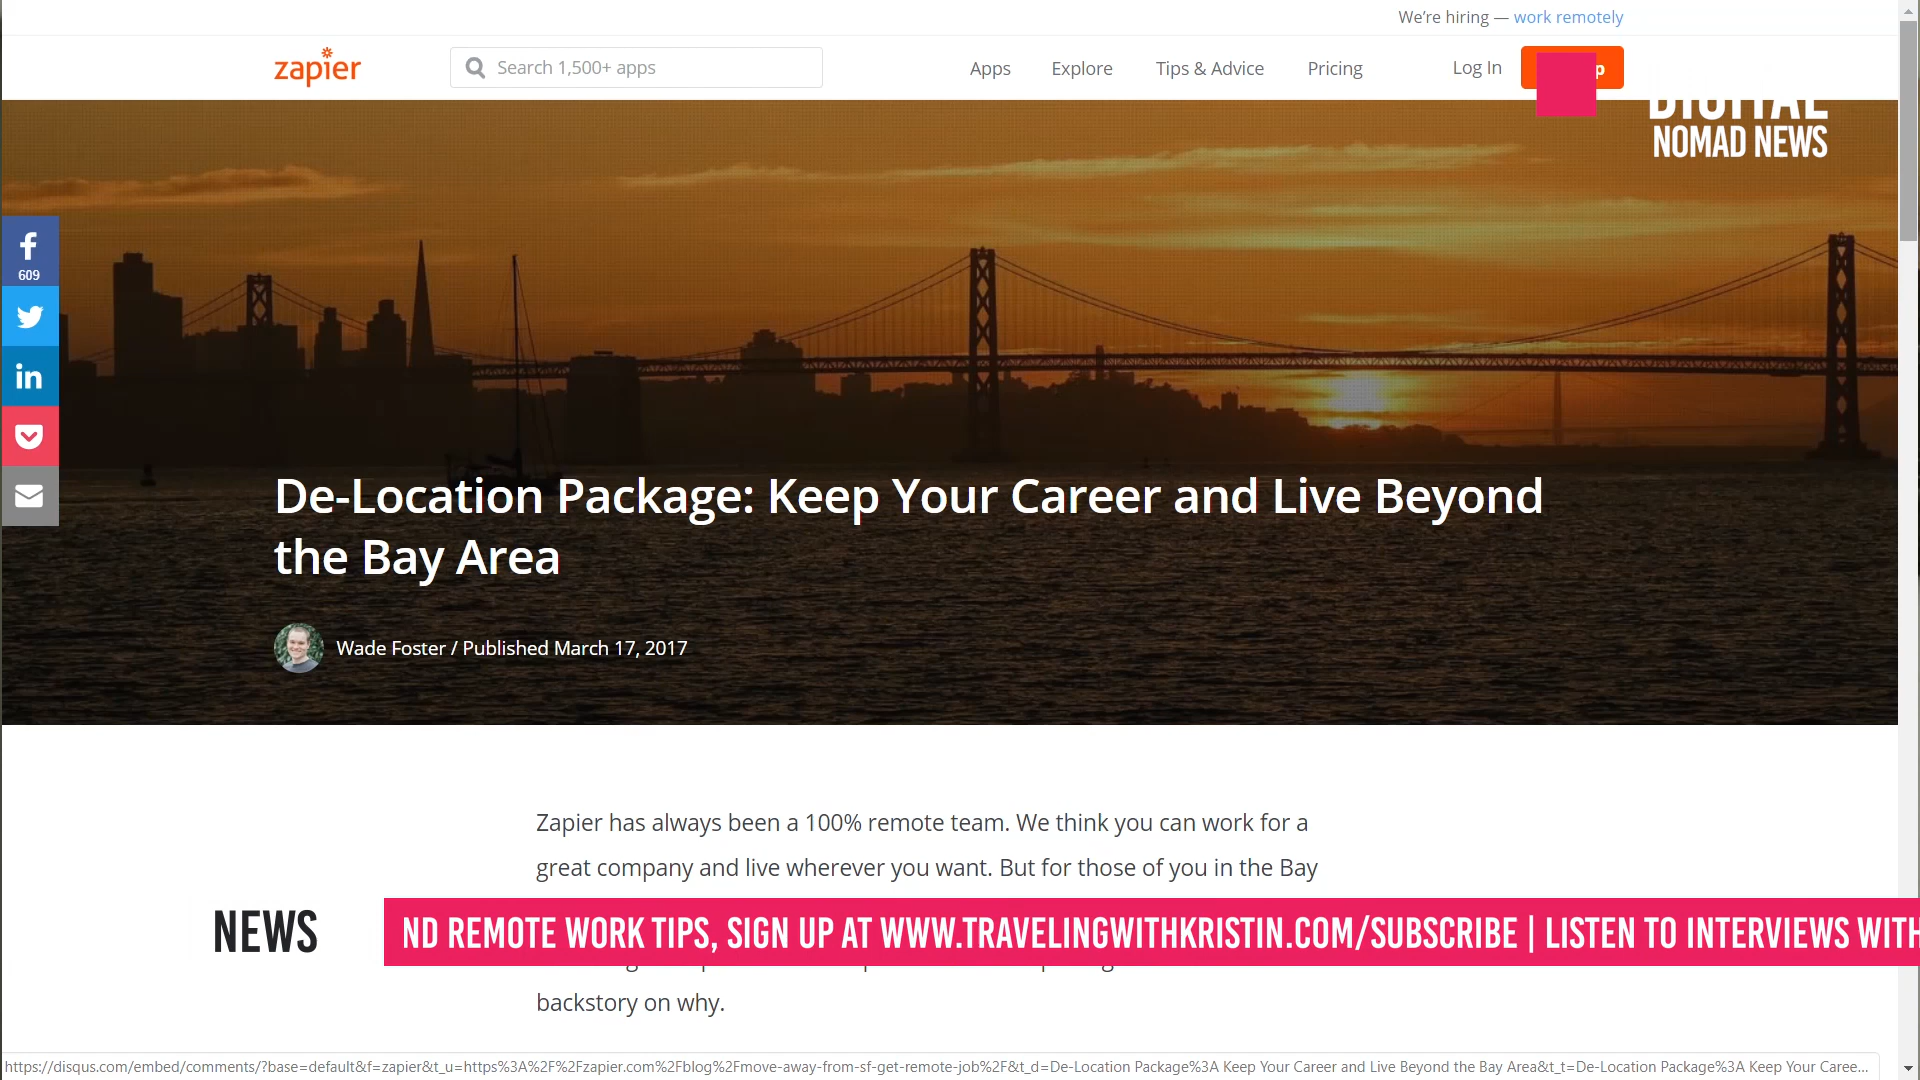 We're hiring — work remotely
zapier
Search 1,500+ apps
Apps
Explore
Tips & Advice
Pricing
Log In
DIGITAL
NOMAD NEWS
609
De-Location Package: Keep Your Career and Live Beyond
the Bay Area
Wade Foster / Published March 17, 2017
Zapier has always been a 100% remote team. We think you can work for a
great company and live wherever you want. But for those of you in the Bay
NEWS
ND REMOTE WORK TIPS, SIGN UP AT WWW.TRAVELINGWITHKRISTIN.COM/SUBSCRIBE | LISTEN TO INTERVIEWS WITH
backstory on why.
https://disqus.com/embed/comments/?base=default&f=zapier&t_u=https%3A%2F%2Fzapier.com%2Fblog%2Fmove-away-from-sf-get-remote-job%2F&t_d=De-Location Package%3A Keep Your Career and Live Beyond the Bay Area&t_t=De-Location Package%3A Keep Your Caree...